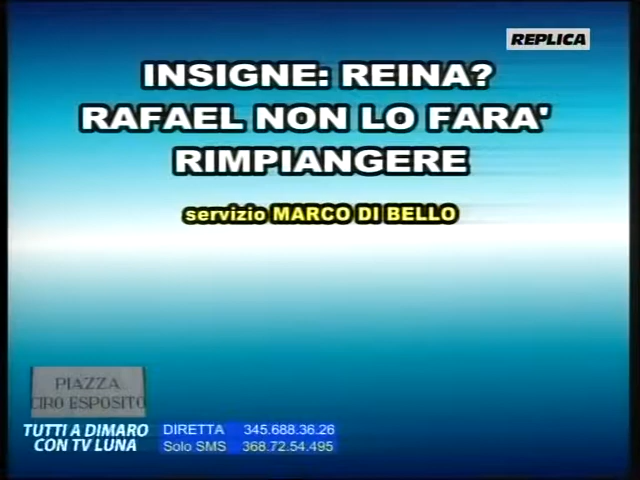 REPLICA
INSIGNE: REINA?
RAFAEL NON LO FARA'
RIMPIANGERE
servizio MARCO DI BELLO
PIAZZA
CIRO ESPOSITO
TUTTI A DIMARO
CON TV LUNA
DIRETTA 345.688.36.26
Solo SMS 368.72.54.495